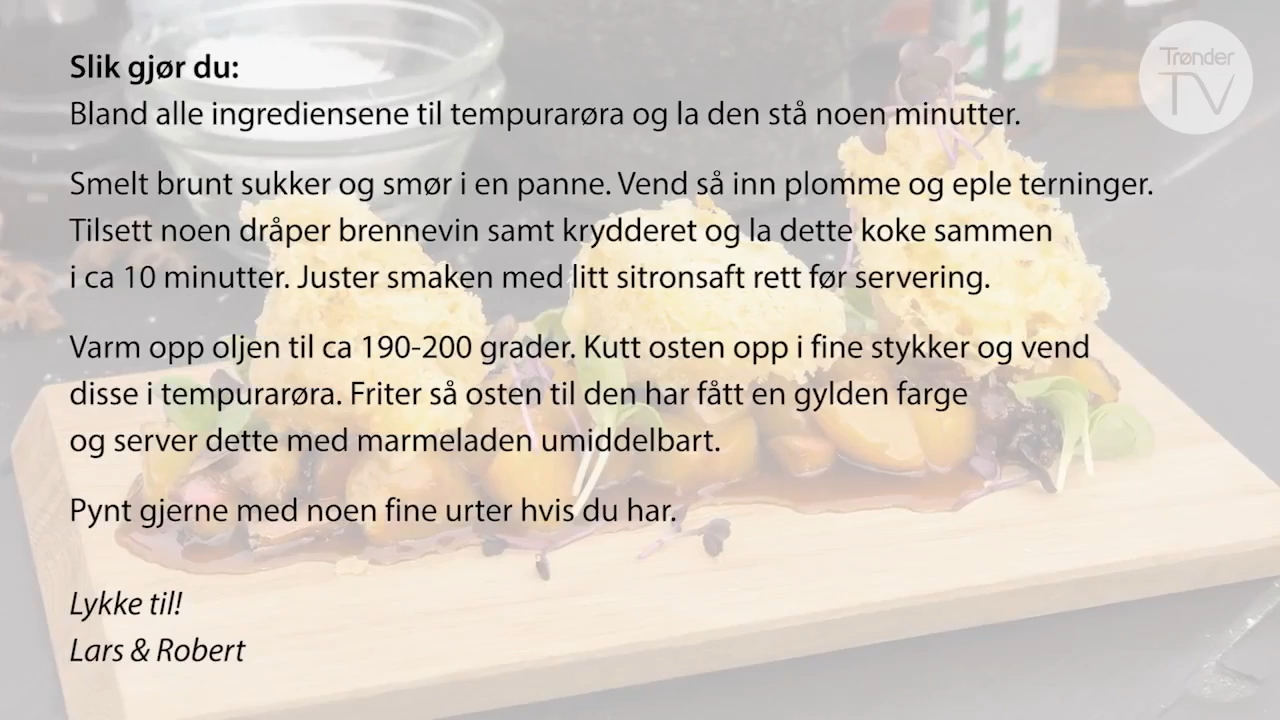 Trønder
TV
Slik gjør du:
Bland alle ingrediensene til tempurarøra og la den stå noen minutter.
Smelt brunt sukker og smør i en panne. Vend så inn plomme og eple terninger.
Tilsett noen dråper brennevin samt krydderet og la dette koke sammen
i ca 10 minutter. Juster smaken med litt sitronsaft rett før servering.
Varm opp oljen til ca 190-200 grader. Kutt osten opp i fine stykker og vend
disse i tempurarøra. Friter så osten til den har fått en gylden farge
og server dette med marmeladen umiddelbart.
Pynt gjerne med noen fine urter hvis du har.
Lykke til!
Lars & Robert